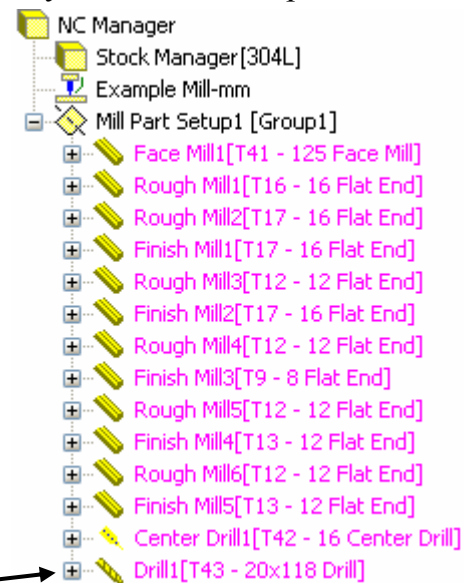 NC Manager
Stock Manager[304L]
Example Mill-mm
Mill Part Setup1 [Group1]
Face Mill1[T41 - 125 Face Mill]
Rough Mill1[T16 - 16 Flat End]
Rough Mill2[T17 - 16 Flat End]
Finish Mill1[T17 - 16 Flat End]
Rough Mill3[T12 - 12 Flat End]
Finish Mill2[T17 - 16 Flat End]
Rough Mill4[T12 - 12 Flat End]
Finish Mill3[T9 - 8 Flat End]
Rough Mill5[T12 - 12 Flat End]
Finish Mill4[T13 - 12 Flat End]
Rough Mill6[T12 - 12 Flat End]
Finish Mill5[T13 - 12 Flat End]
Center Drill1[T42 - 16 Center Drill]
Drill1[T43 - 20x118 Drill]